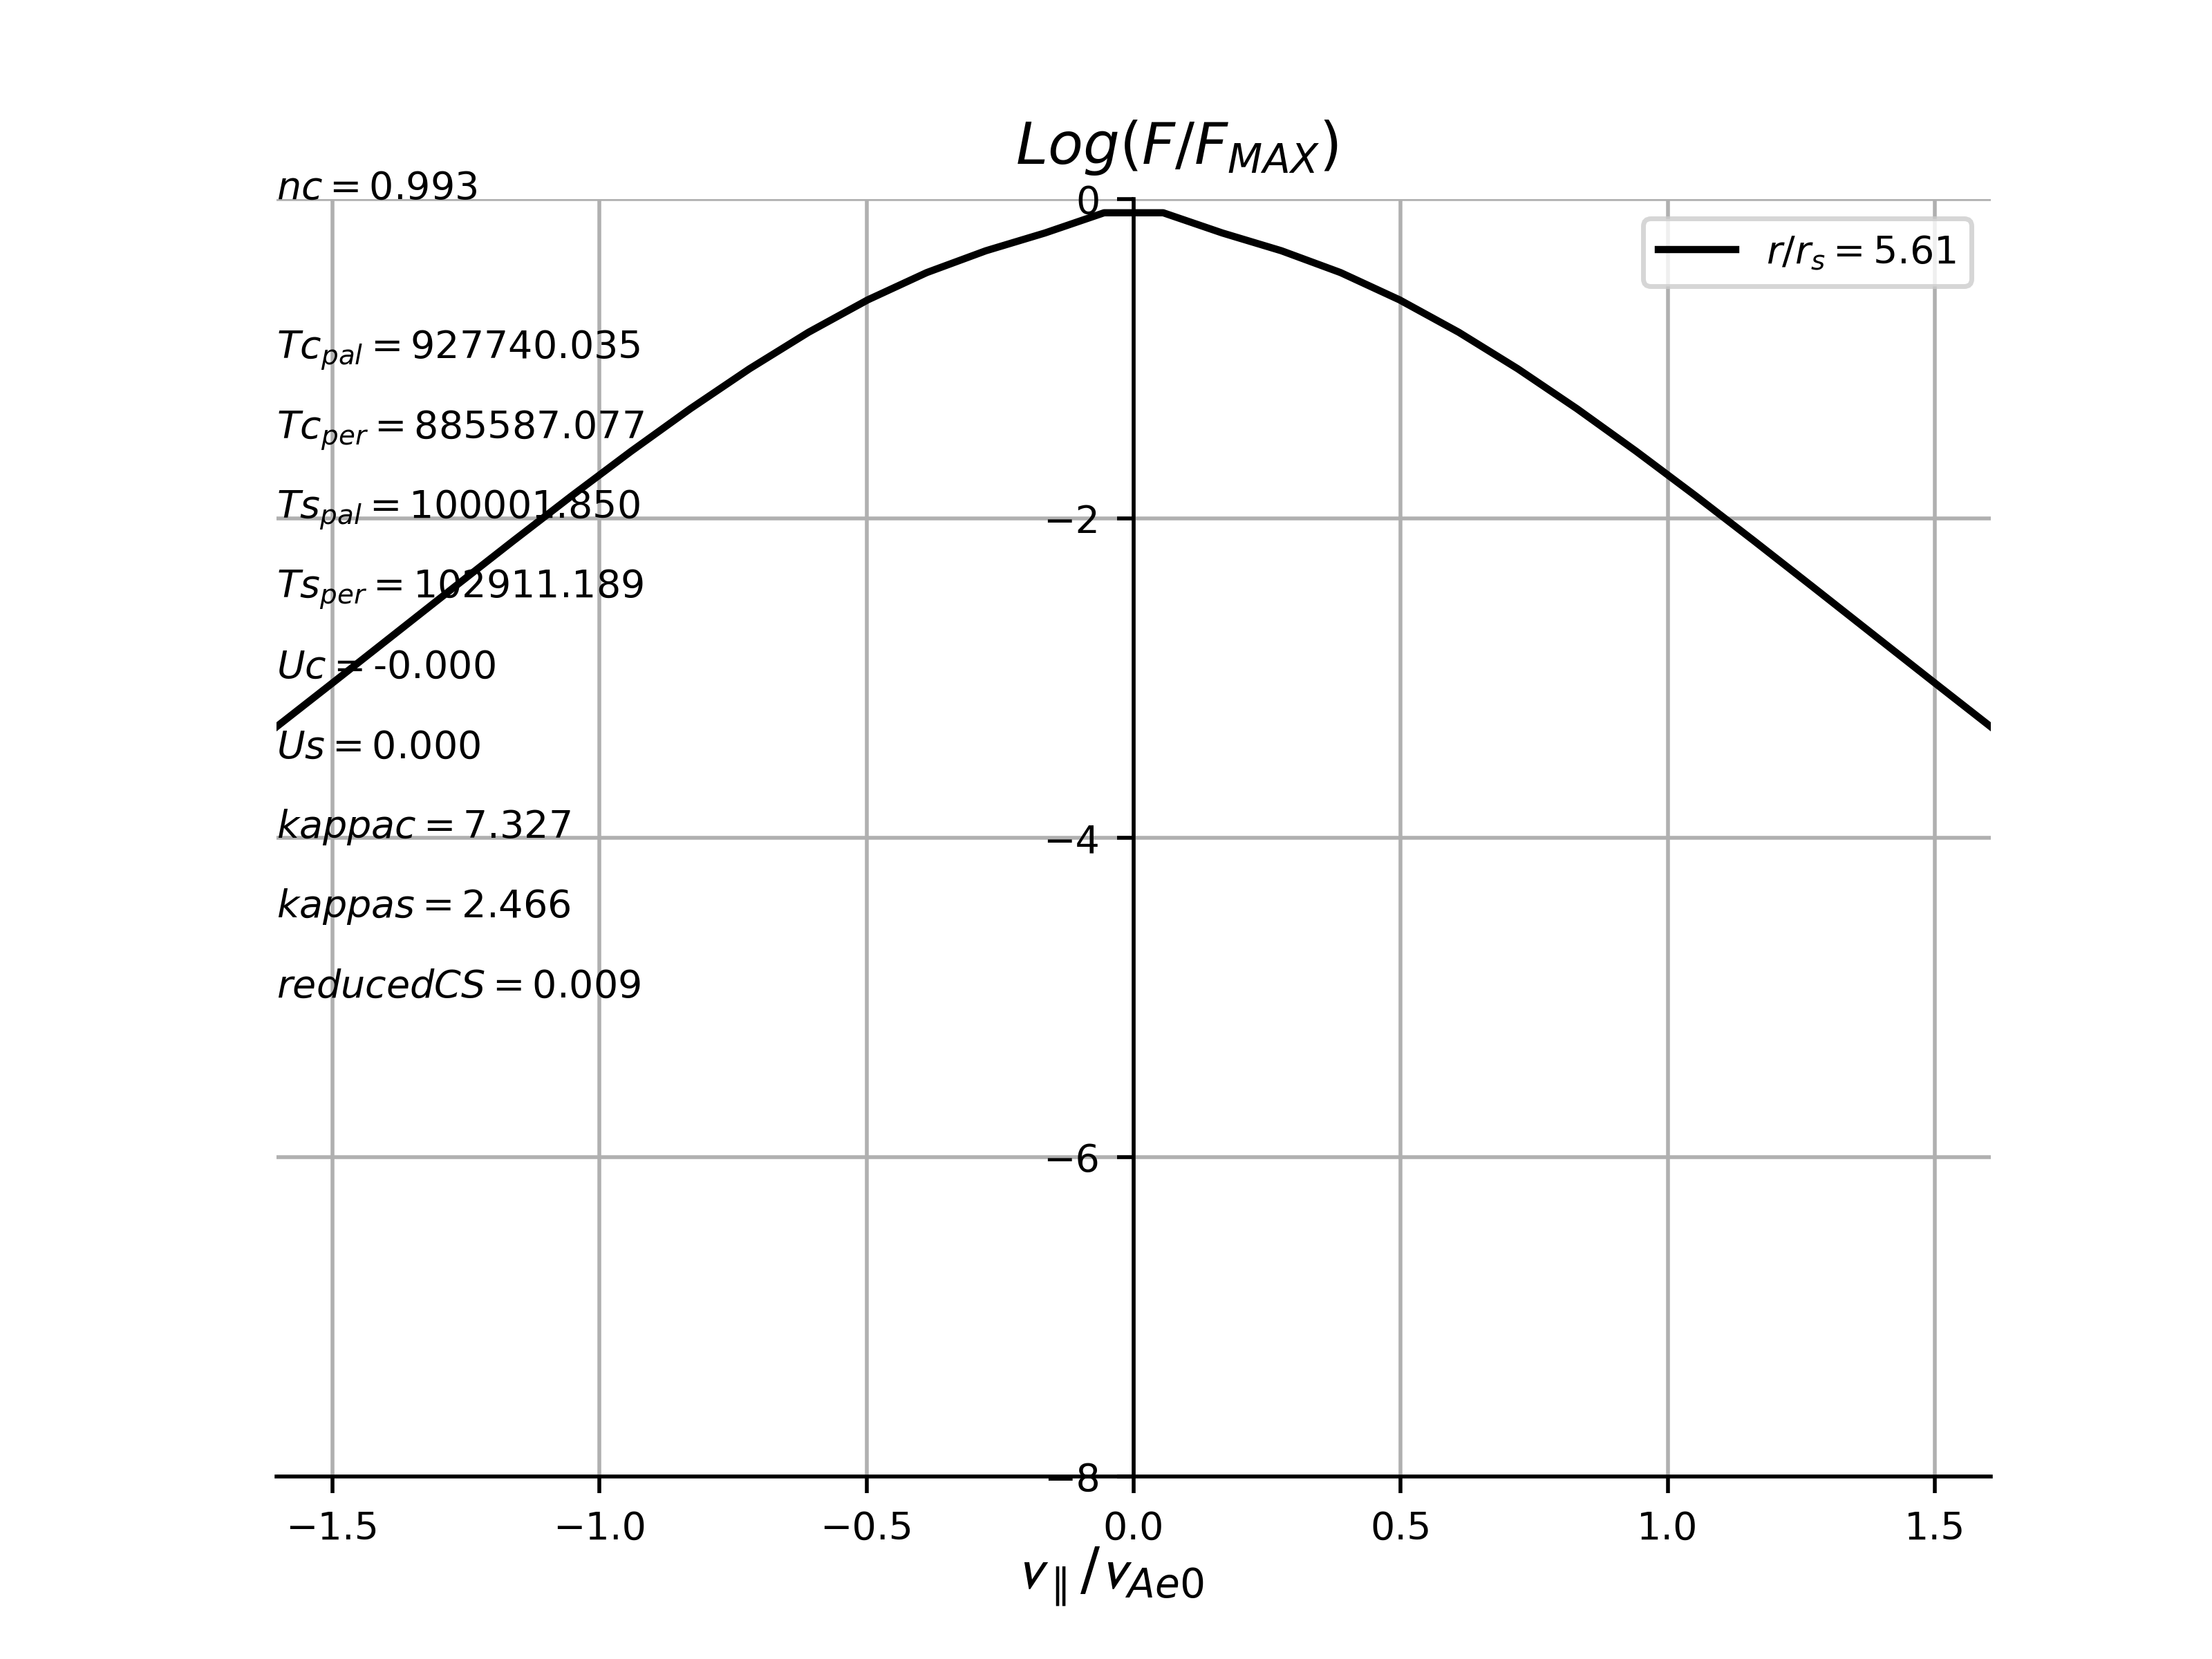 Log(F/F_MAX)
nc = 0.993
0
r/r_s = 5.61
Tc_pal = 927740.035
Tc_per = 885587.077
Ts_pal = 100001.850
−2
Ts_per = 102911.189
Uc = -0.000
Us = 0.000
kappac = 7.327
−4
kappas = 2.466
reducedCS = 0.009
−6
−8
−1.5 −1.0 −0.5 0.0 0.5 1.0 1.5
v_∥/v_Ae0